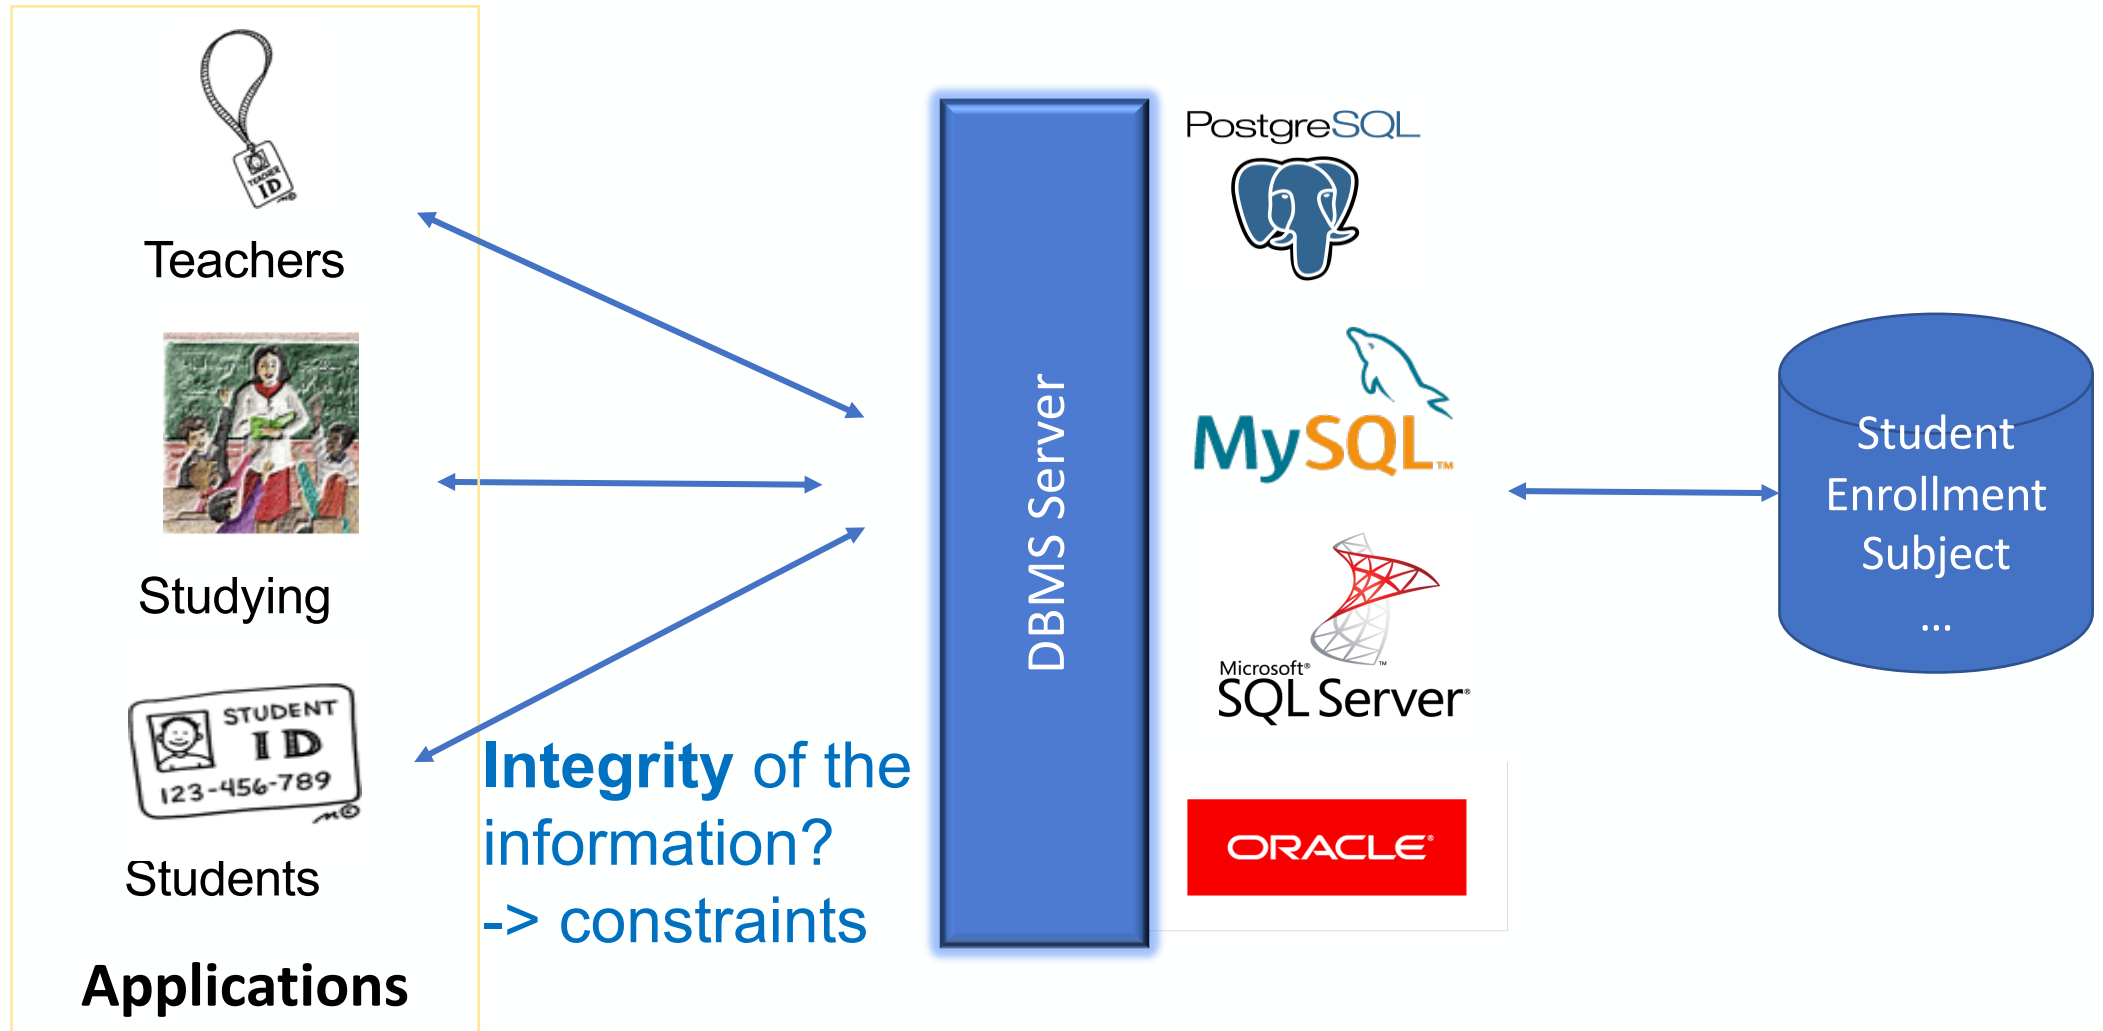 TEACHER
ID
Teachers
Studying
STUDENT
ID
123-456-789
Students
Applications
Integrity of the
information?
-> constraints
DBMS Server
PostgreSQL
MySQL™
Microsoft®
SQL Server®
ORACLE®
Student
Enrollment
Subject
...